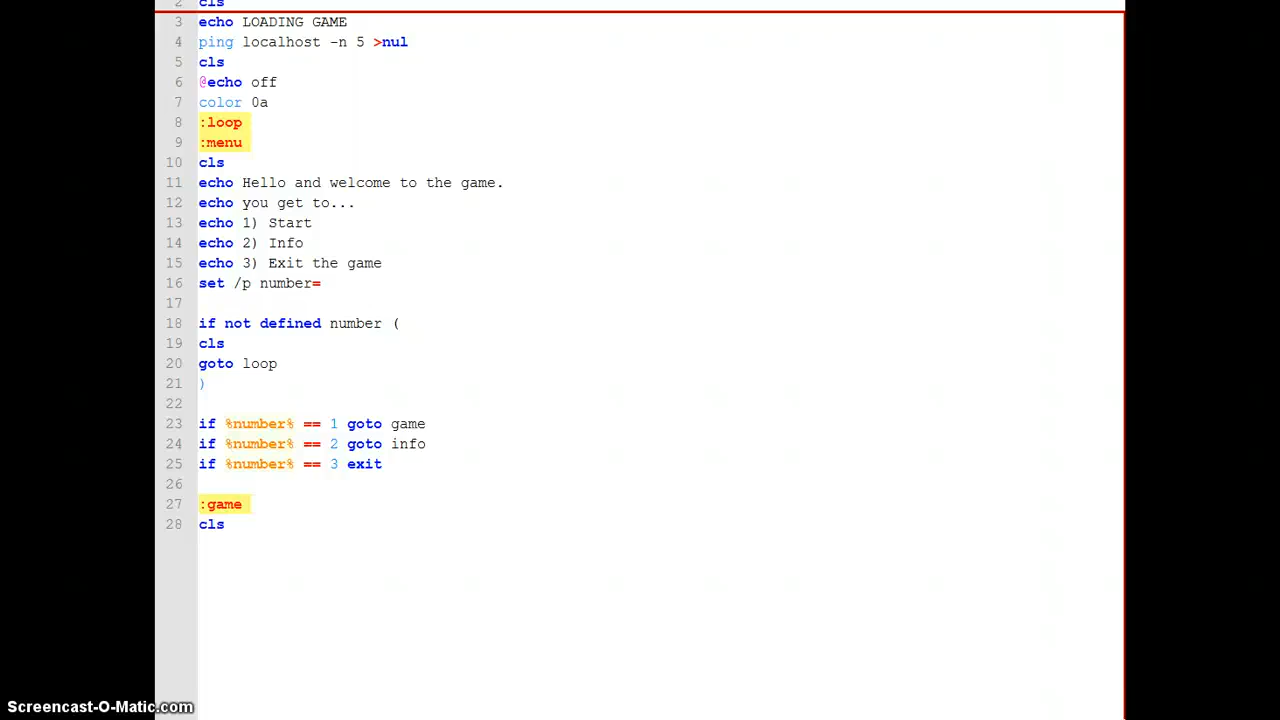 2 cls
3 echo LOADING GAME
4 ping localhost -n 5 >nul
5 cls
6 @echo off
7 color 0a
8 :loop
9 :menu
10 cls
11 echo Hello and welcome to the game.
12 echo you get to...
13 echo 1) Start
14 echo 2) Info
15 echo 3) Exit the game
16 set /p number=
17
18 if not defined number (
19 cls
20 goto loop
21 )
22
23 if %number% == 1 goto game
24 if %number% == 2 goto info
25 if %number% == 3 exit
26
27 :game
28 cls
Screencast-O-Matic.com